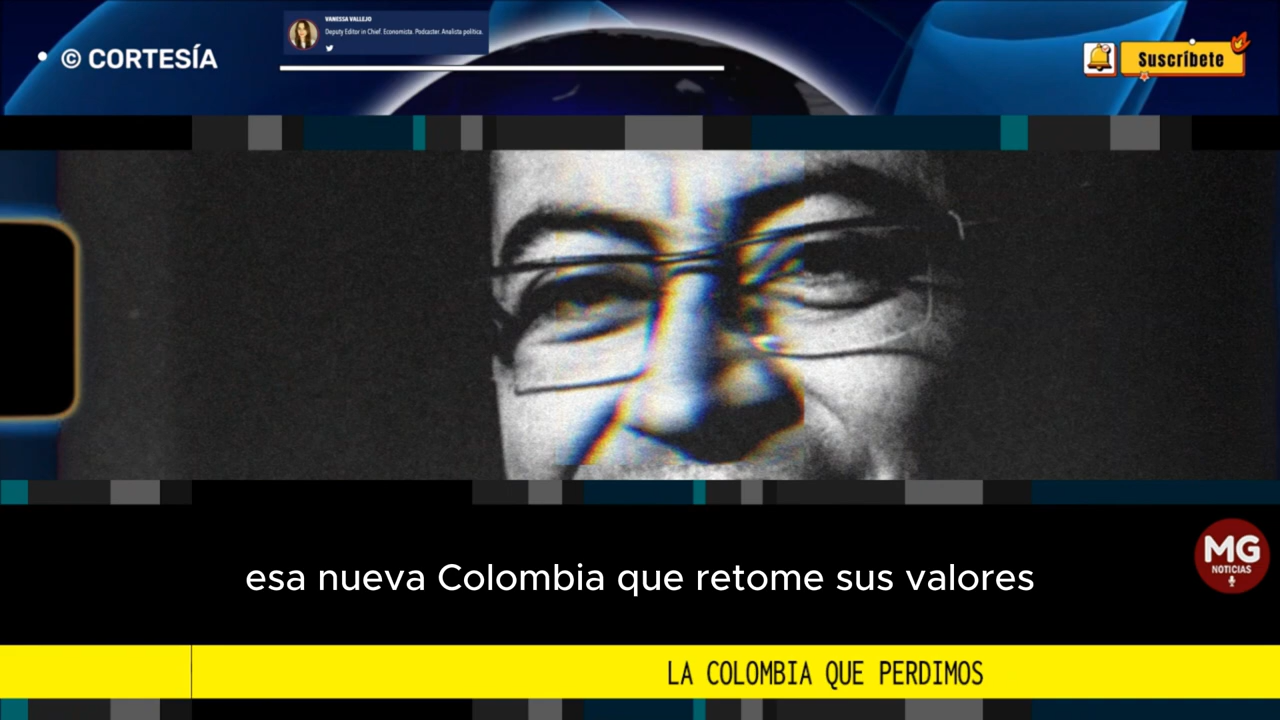 © CORTESÍA
VANESSA VALLEJO
Deputy Editor in Chief. Economista. Podcaster. Analista política.
Suscríbete
esa nueva Colombia que retome sus valores
MG
NOTICIAS
LA COLOMBIA QUE PERDIMOS